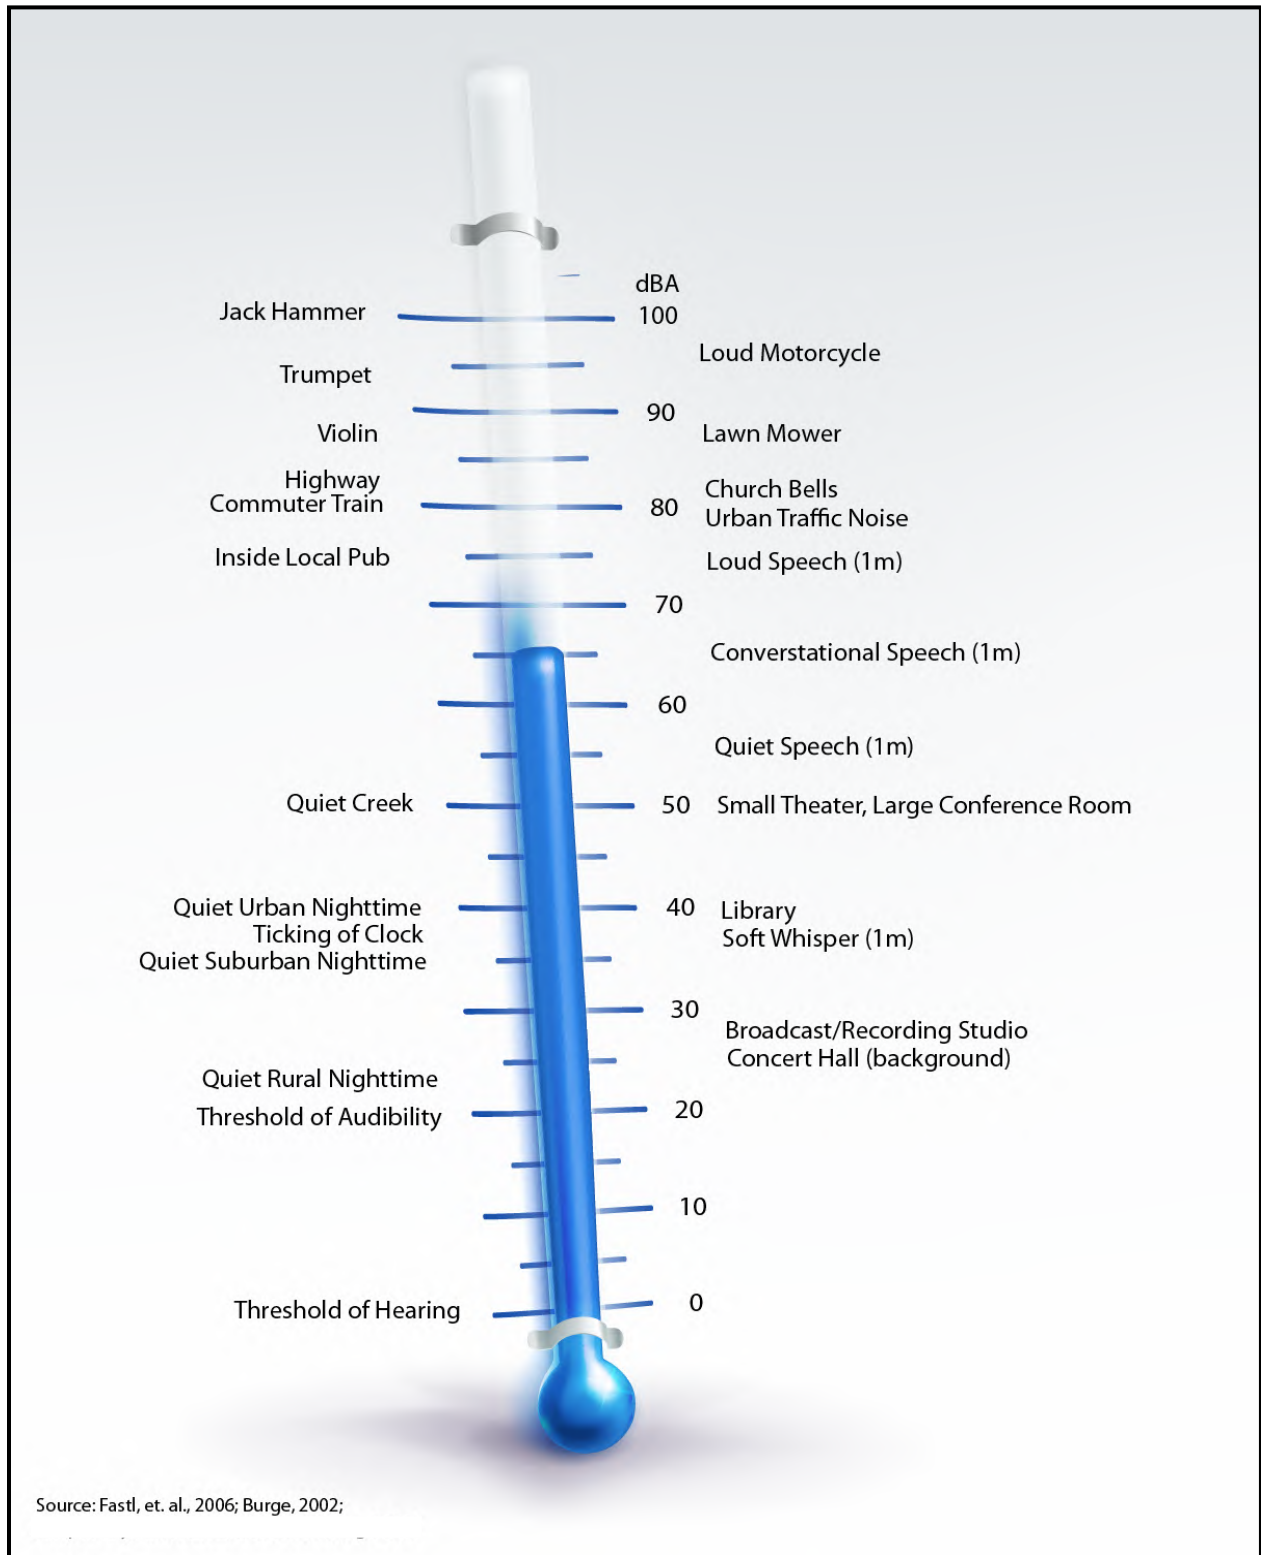 dBA
Jack Hammer
100
Loud Motorcycle
Trumpet
90
Violin
Lawn Mower
Highway
Commuter Train
80
Church Bells
Urban Traffic Noise
Inside Local Pub
Loud Speech (1m)
70
Converstational Speech (1m)
60
Quiet Speech (1m)
Quiet Creek
50
Small Theater, Large Conference Room
Quiet Urban Nighttime
40
Library
Ticking of Clock
Soft Whisper (1m)
Quiet Suburban Nighttime
30
Broadcast/Recording Studio
Concert Hall (background)
Quiet Rural Nighttime
20
Threshold of Audibility
10
Threshold of Hearing
0
Source: Fastl, et. al., 2006; Burge, 2002;